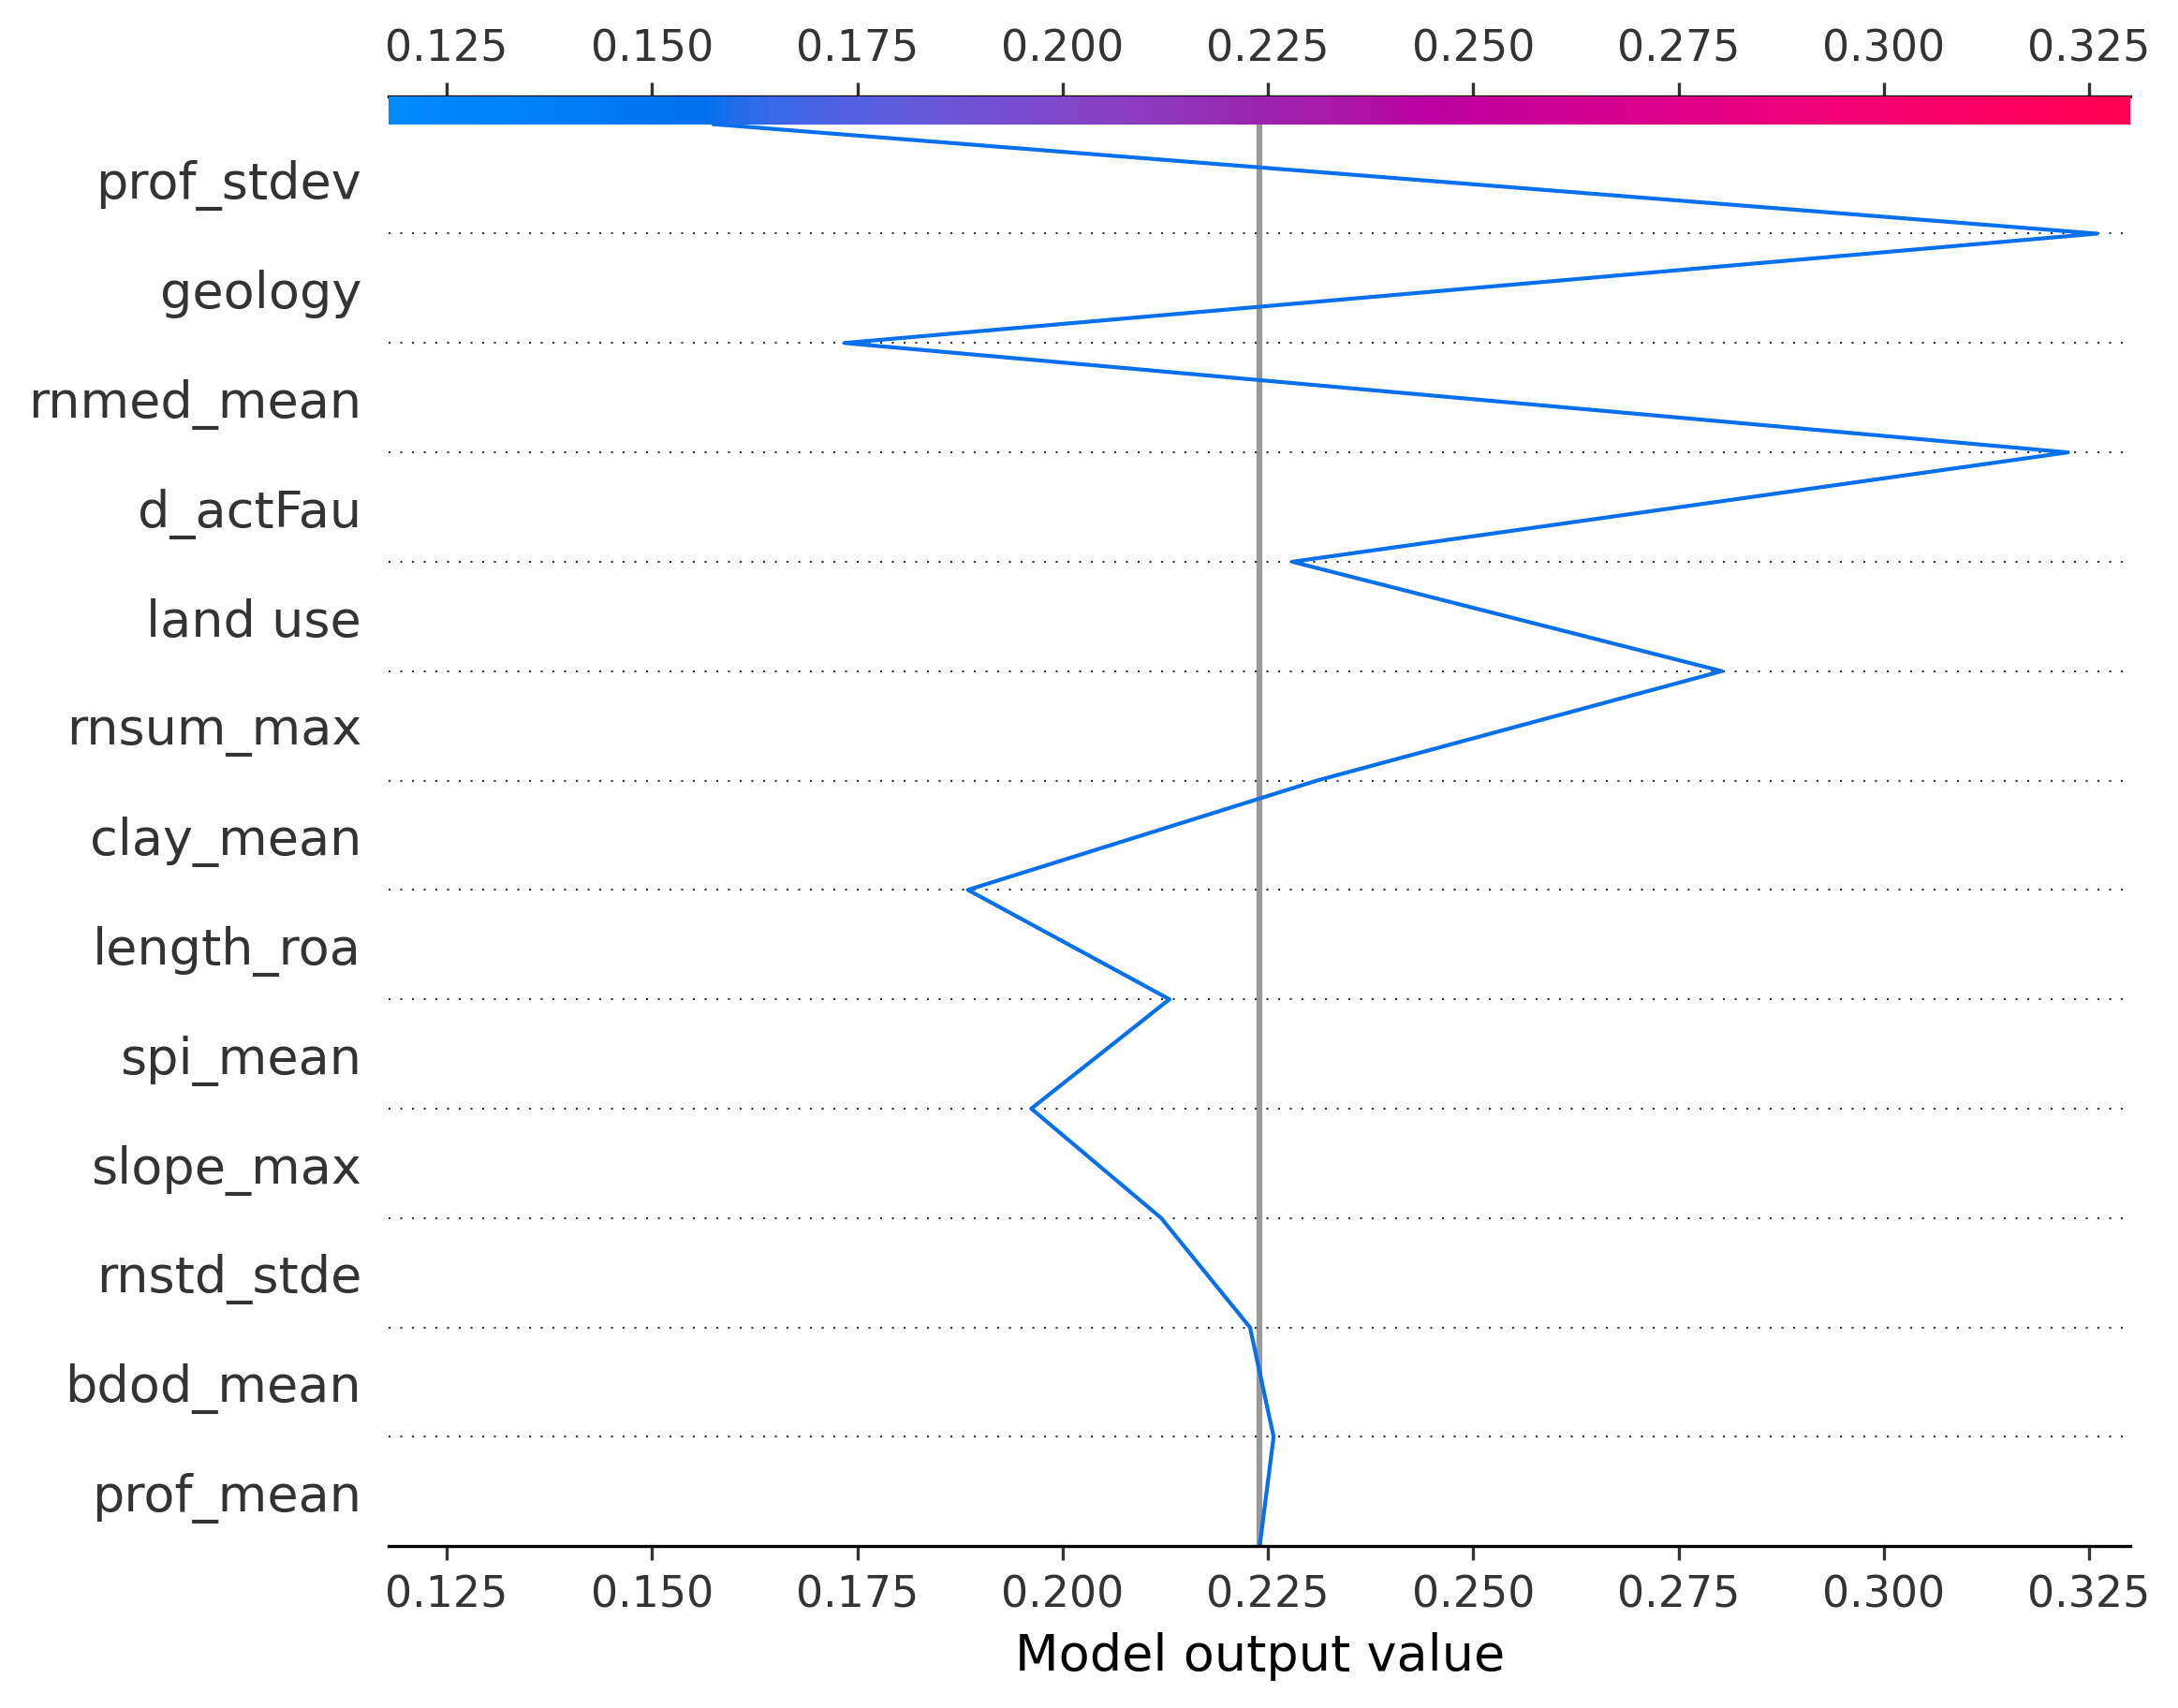 0.125 0.150 0.175 0.200 0.225 0.250 0.275 0.300 0.325
prof_stdev
geology
rnmed_mean
d_actFau
land use
rnsum_max
clay_mean
length_roa
spi_mean
slope_max
rnstd_stde
bdod_mean
prof_mean
0.125 0.150 0.175 0.200 0.225 0.250 0.275 0.300 0.325
Model output value